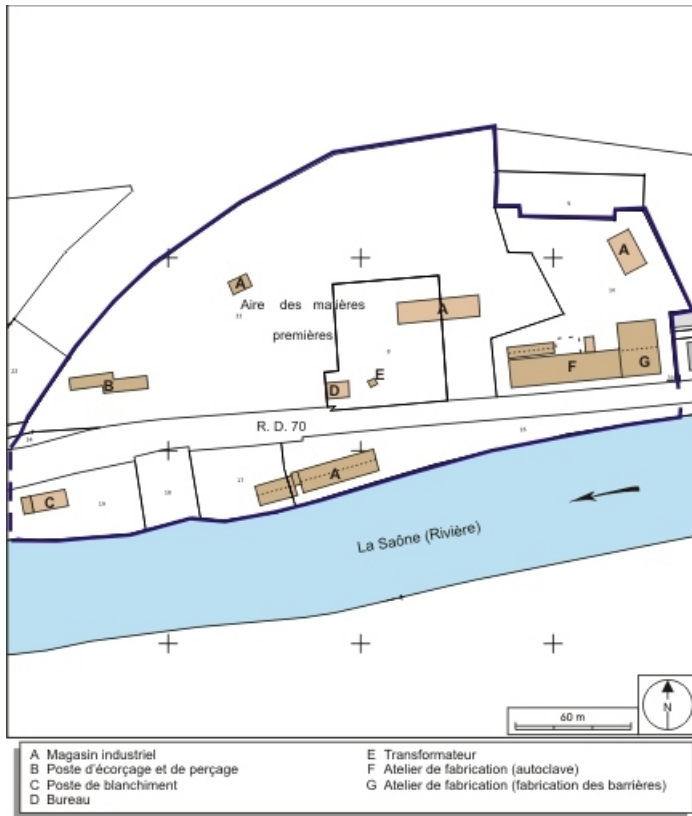 A
Aire des matières
premières
A
A
B
D
E
F
G
R. D. 70
A
C
La Saône (Rivière)
N
60 m
A Magasin industriel
B Poste d'écorçage et de perçage
C Poste de blanchiment
D Bureau
E Transformateur
F Atelier de fabrication (autoclave)
G Atelier de fabrication (fabrication des barrières)